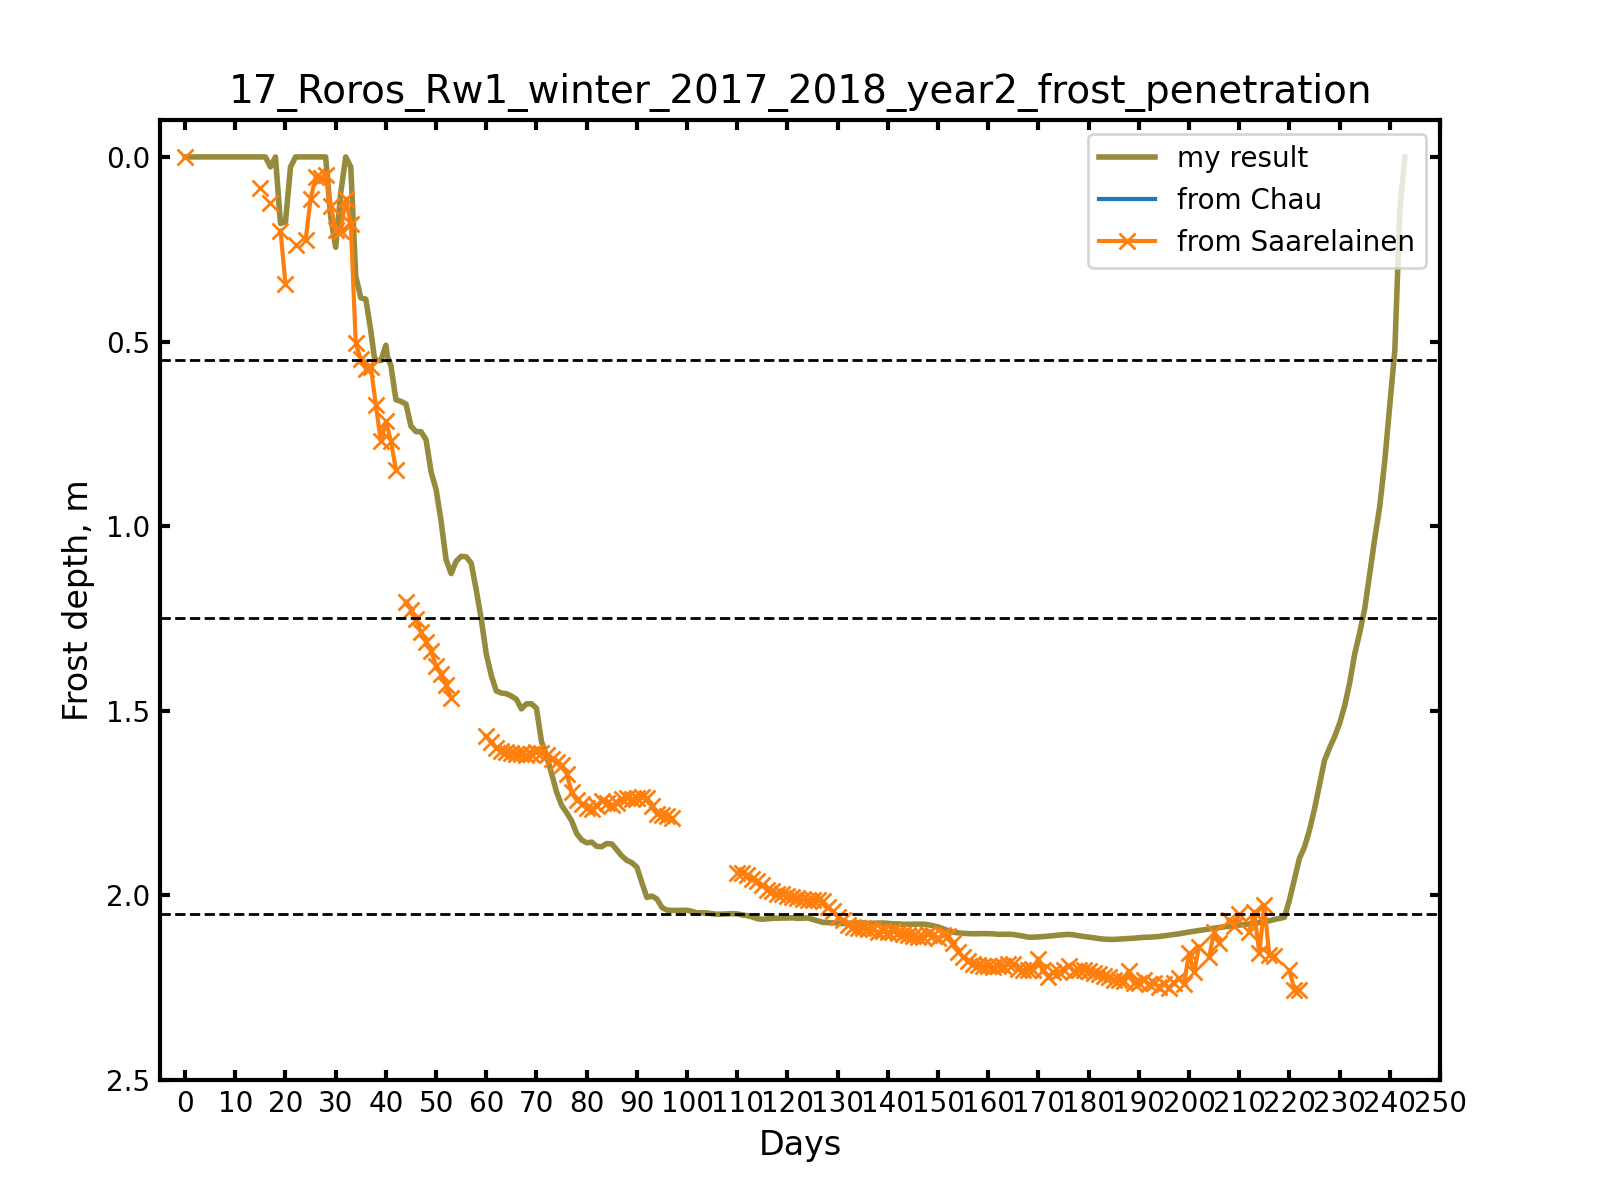 17_Roros_Rw1_winter_2017_2018_year2_frost_penetration
my result
from Chau
from Saarelainen
Frost depth, m
0.0
0.5
1.0
1.5
2.0
2.5
0 10 20 30 40 50 60 70 80 90 100 110 120 130 140 150 160 170 180 190 200 210 220 230 240 250
Days